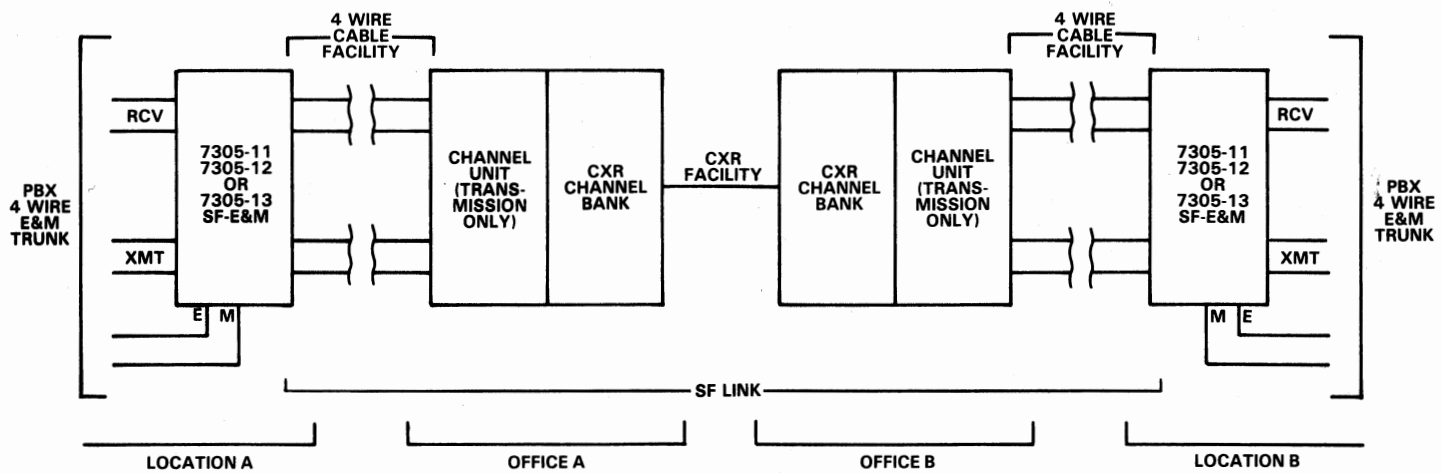 4 WIRE
CABLE
FACILITY
4 WIRE
CABLE
FACILITY
PBX
4 WIRE
E&M
TRUNK
RCV
XMT
7305-11
7305-12
OR
7305-13
SF-E&M
E M
CHANNEL
UNIT
(TRANS-
MISSION
ONLY)
CXR
CHANNEL
BANK
CXR
FACILITY
CXR
CHANNEL
BANK
CHANNEL
UNIT
(TRANS-
MISSION
ONLY)
7305-11
7305-12
OR
7305-13
SF-E&M
M E
RCV
XMT
PBX
4 WIRE
E&M
TRUNK
SF LINK
LOCATION A
OFFICE A
OFFICE B
LOCATION B